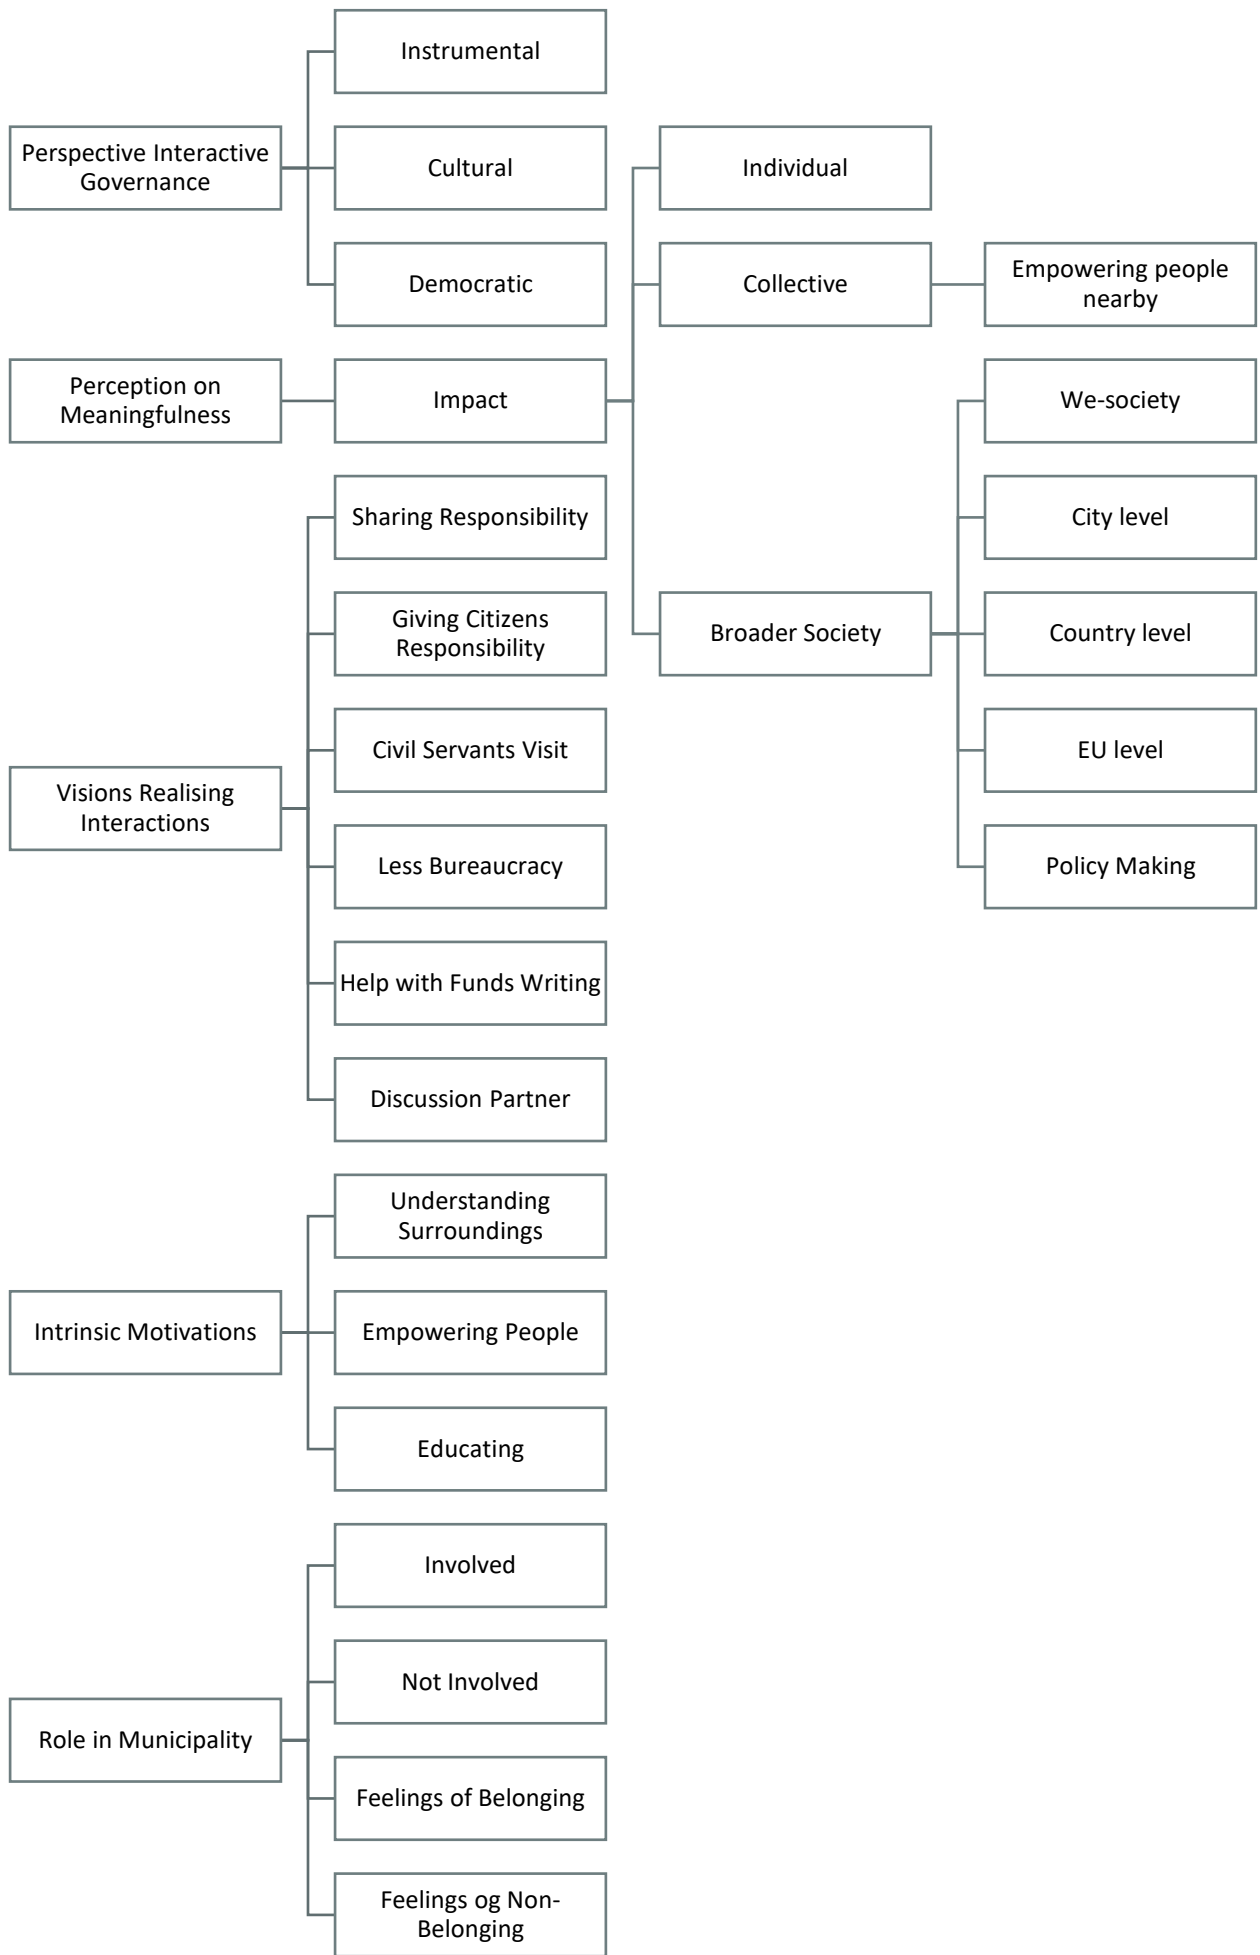 Instrumental
Perspective Interactive
Governance
Cultural
Individual
Democratic
Collective
Empowering people
nearby
Perception on
Meaningfulness
Impact
We-society
Sharing Responsibility
City level
Giving Citizens
Responsibility
Broader Society
Country level
Civil Servants Visit
EU level
Visions Realising
Interactions
Less Bureaucracy
Policy Making
Help with Funds Writing
Discussion Partner
Understanding
Surroundings
Intrinsic Motivations
Empowering People
Educating
Involved
Not Involved
Role in Municipality
Feelings of Belonging
Feelings og Non-
Belonging